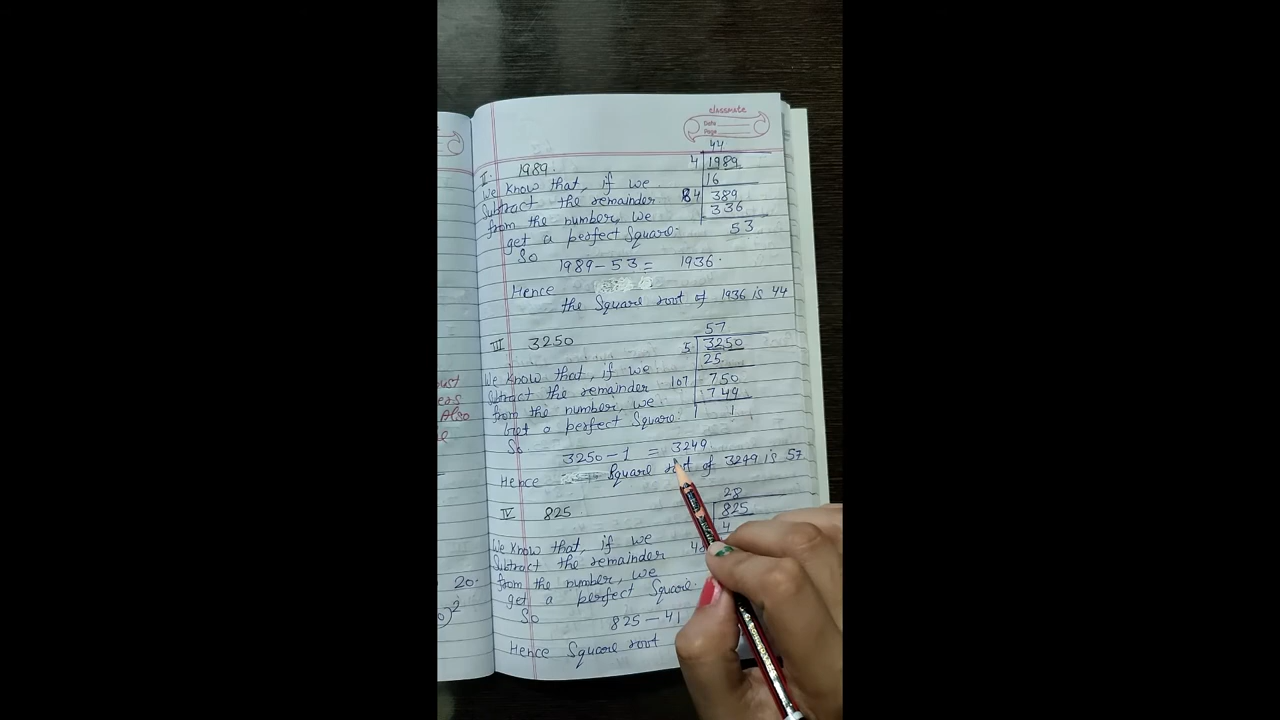 classmate
Date
Page
II. 1989.
We know that, if we
Subtract the remainder
from the number, we
get a perfect Square.
So
1989 - 53 = 1936.
Hence
the Square root of 1936 is 44
44
4 1989
16
84 389
336
53
III 3250
We know that, if we
Subtract the remainder
from the number, we
get a perfect Square.
So
3250 - 1 = 3249.
Hence Square root of 3249 is 57
57
5 3250
25
107 750
749
1
IV 825
We know that, if we
Subtract the remainder
from the number, we
get a perfect Square.
So
825 - 41
Hence Square root
28
825
4
ust
ers
Also
e
20.
)2